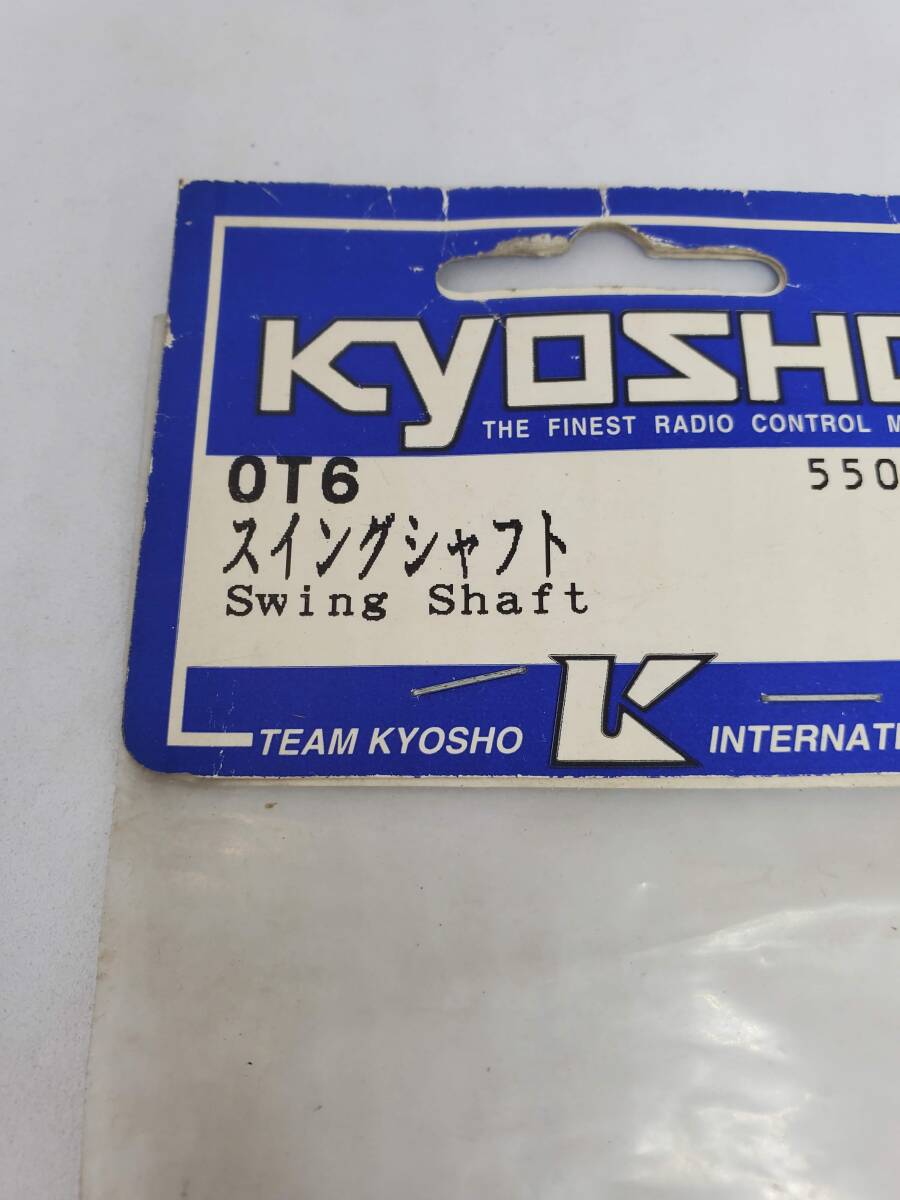 KYOSHO
THE FINEST RADIO CONTROL M
OT6 550
スイングシャフト
Swing Shaft
TEAM KYOSHO K INTERNATI